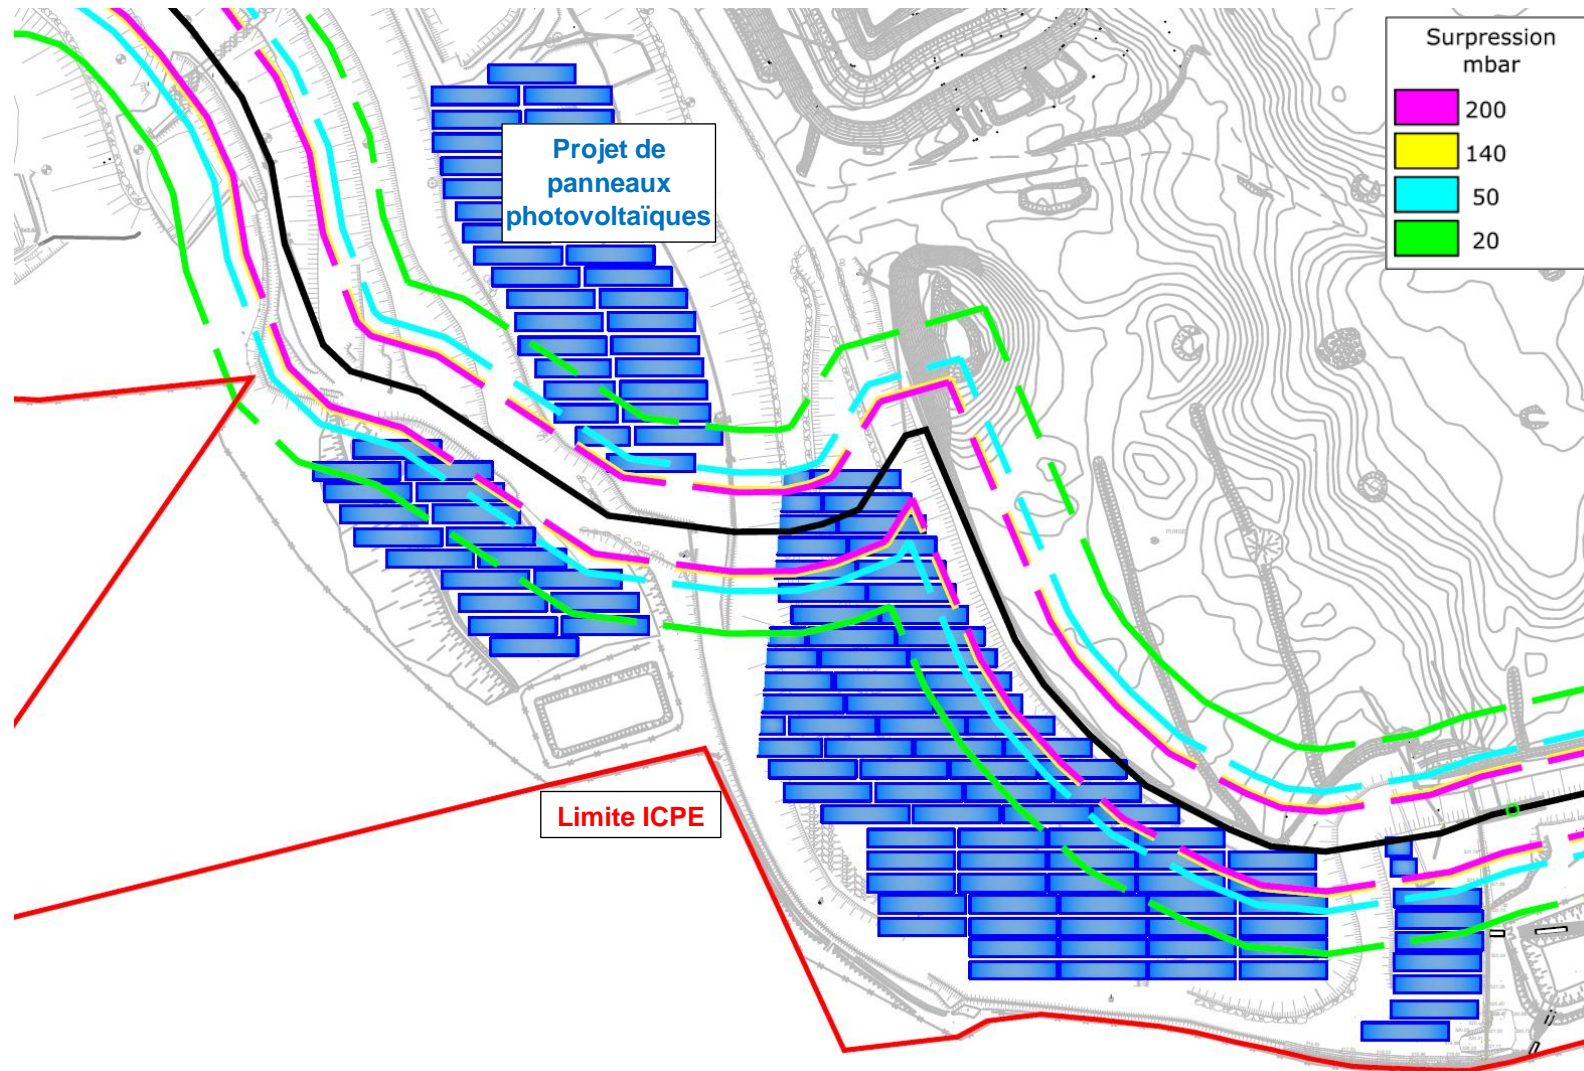 Surpression
mbar
200
140
50
20
Projet de
panneaux
photovoltaïques
Limite ICPE